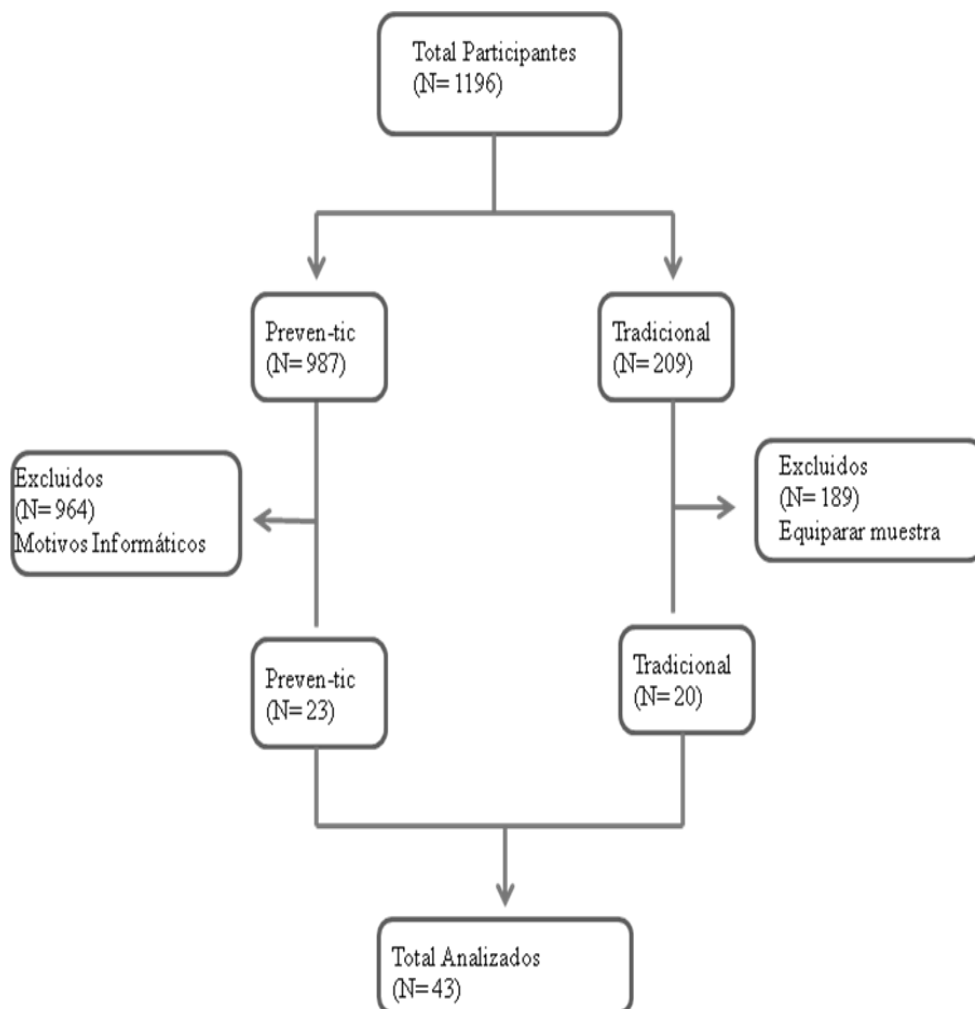 Total Participantes
(N= 1196)
Preven-tic
(N= 987)
Tradicional
(N= 209)
Excluidos
(N= 964)
Motivos Informáticos
Excluidos
(N= 189)
Equiparar muestra
Preven-tic
(N= 23)
Tradicional
(N= 20)
Total Analizados
(N= 43)